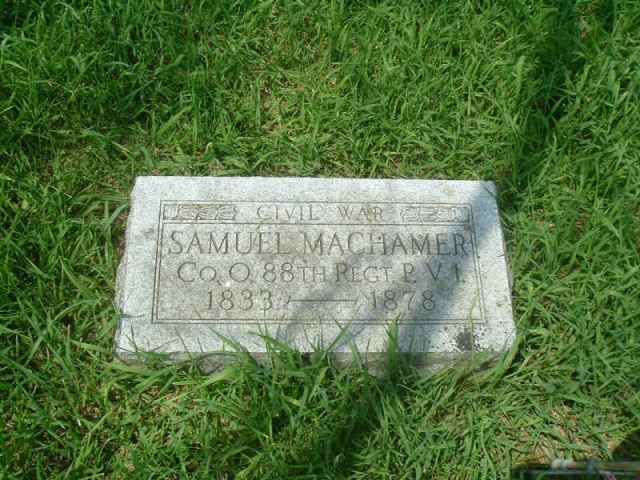 CIVIL WAR
SAMUEL MACHAMER
CO. O. 88TH REGT. P. V. I.
1833 — 1878